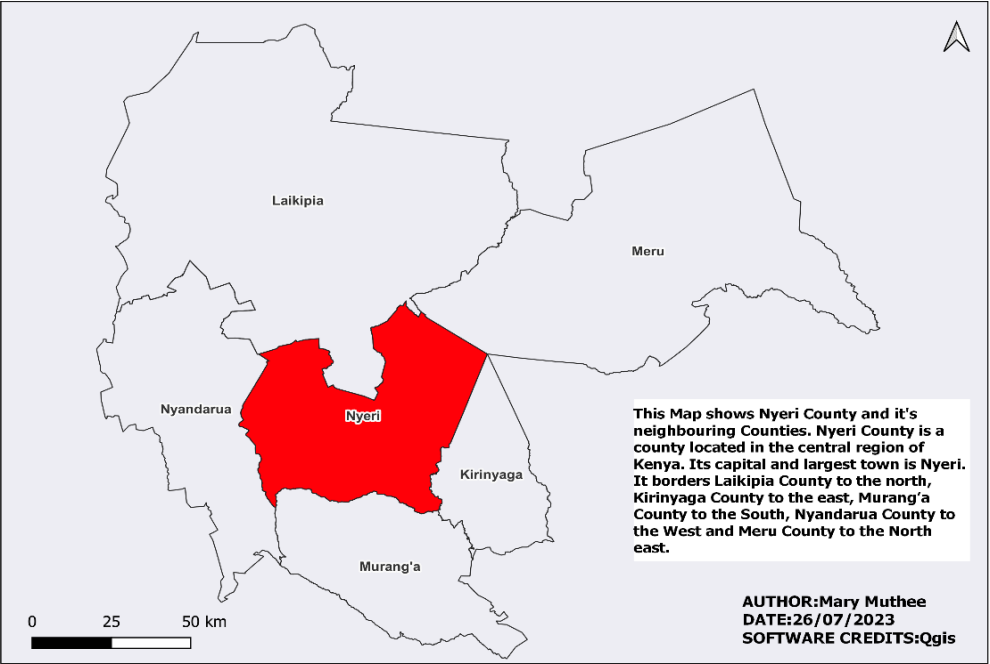 Laikipia
Meru
Nyandarua
Nyeri
Kirinyaga
Murang'a
This Map shows Nyeri County and it's
neighbouring Counties. Nyeri County is a
county located in the central region of
Kenya. Its capital and largest town is Nyeri.
It borders Laikipia County to the north,
Kirinyaga County to the east, Murang’a
County to the South, Nyandarua County to
the West and Meru County to the North
east.
AUTHOR:Mary Muthee
DATE:26/07/2023
SOFTWARE CREDITS:Qgis
0 25 50 km